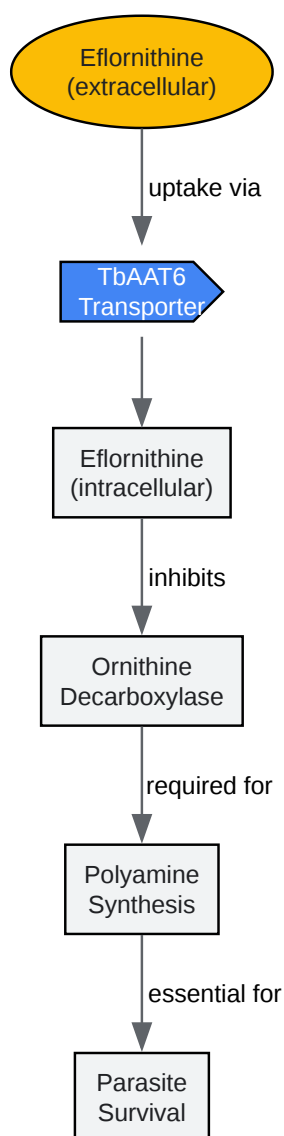 Eflornithine
(extracellular)
uptake via
TbAAT6
Transporter
Eflornithine
(intracellular)
inhibits
Ornithine
Decarboxylase
required for
Polyamine
Synthesis
essential for
Parasite
Survival